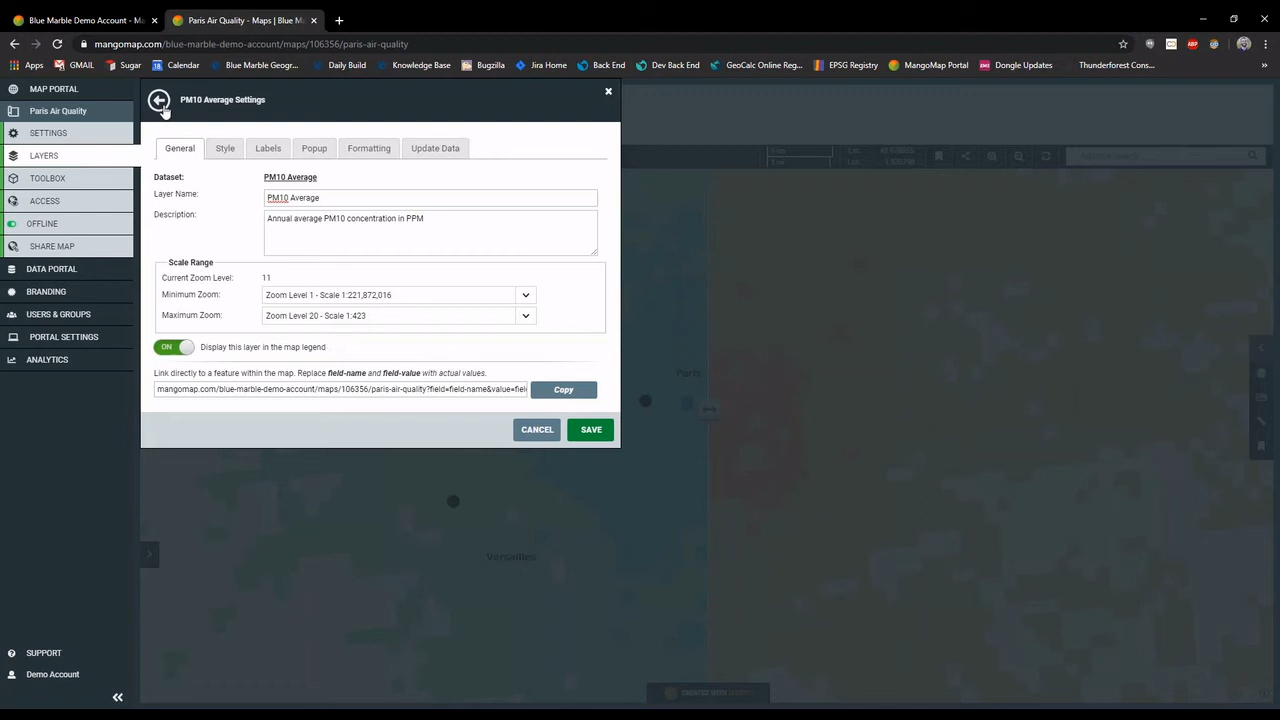 Blue Marble Demo Account - Ma
Paris Air Quality - Maps | Blue M
mangomap.com/blue-marble-demo-account/maps/106356/paris-air-quality
Apps GMAIL Sugar Calendar Blue Marble Geogr... Daily Build Knowledge Base Bugzilla Jira Home Back End Dev Back End GeoCalc Online Reg... EPSG Registry MangoMap Portal Dongle Updates Thunderforest Cons...
MAP PORTAL
Paris Air Quality
SETTINGS
LAYERS
TOOLBOX
ACCESS
OFFLINE
SHARE MAP
DATA PORTAL
BRANDING
USERS & GROUPS
PORTAL SETTINGS
ANALYTICS
SUPPORT
Demo Account
PM10 Average Settings
General Style Labels Popup Formatting Update Data
Dataset: PM10 Average
Layer Name: PM10 Average
Description: Annual average PM10 concentration in PPM
Scale Range
Current Zoom Level: 11
Minimum Zoom: Zoom Level 1 - Scale 1:221,872,016
Maximum Zoom: Zoom Level 20 - Scale 1:423
ON Display this layer in the map legend
Link directly to a feature within the map. Replace field-name and field-value with actual values.
mangomap.com/blue-marble-demo-account/maps/106356/paris-air-quality?field=field-name&value=fiel Copy
CANCEL SAVE
Paris
Versailles